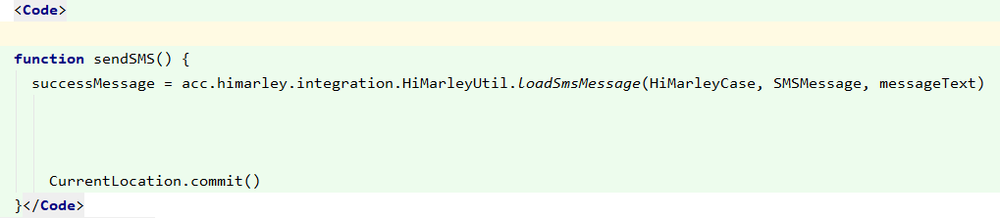 <Code>
function sendSMS() {
successMessage = acc.himarley.integration.HiMarleyUtil.loadSmsMessage(HiMarleyCase, SMSMessage, messageText)
CurrentLocation.commit()
}</Code>